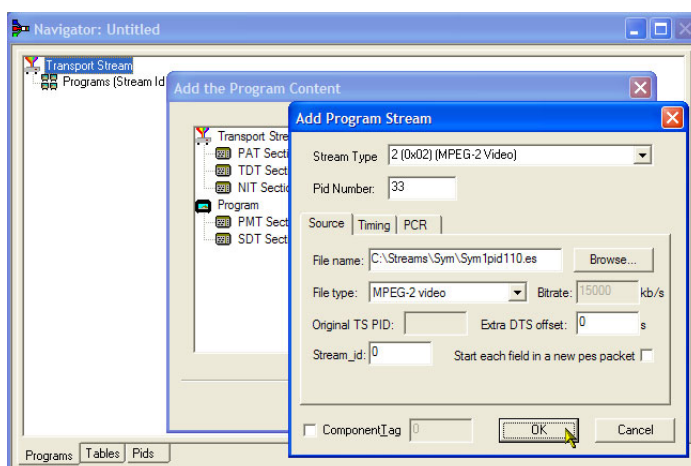 Navigator: Untitled
Transport Stream
Programs (Stream Id
Add the Program Content
Transport Stre
PAT Secti
TDT Sect
NIT Sectio
Program
PMT Sect
SDT Sect
Add Program Stream
Stream Type 2 (0x02) (MPEG-2 Video)
Pid Number: 33
Source Timing PCR
File name: C:\Streams\Sym\Sym1pid110.es Browse...
File type: MPEG-2 video Bitrate: 15000 kb/s
Original TS PID: Extra DTS offset: 0 s
Stream_id: 0 Start each field in a new pes packet
ComponentTag 0 OK Cancel
Programs Tables Pids